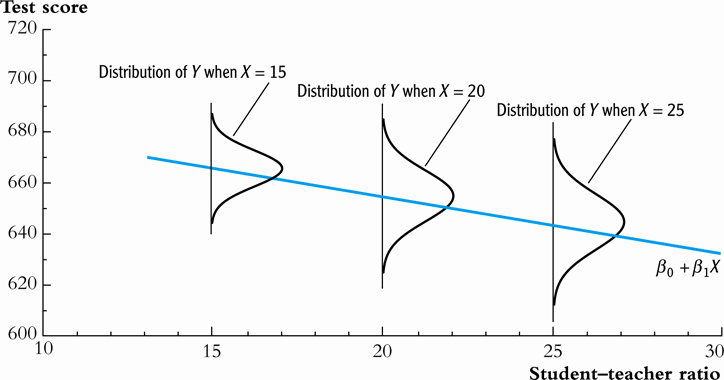 Test score
720
700
Distribution of Y when X = 15
Distribution of Y when X = 20
Distribution of Y when X = 25
680
660
640
620
600
β0 + β1X
10
15
20
25
30
Student–teacher ratio